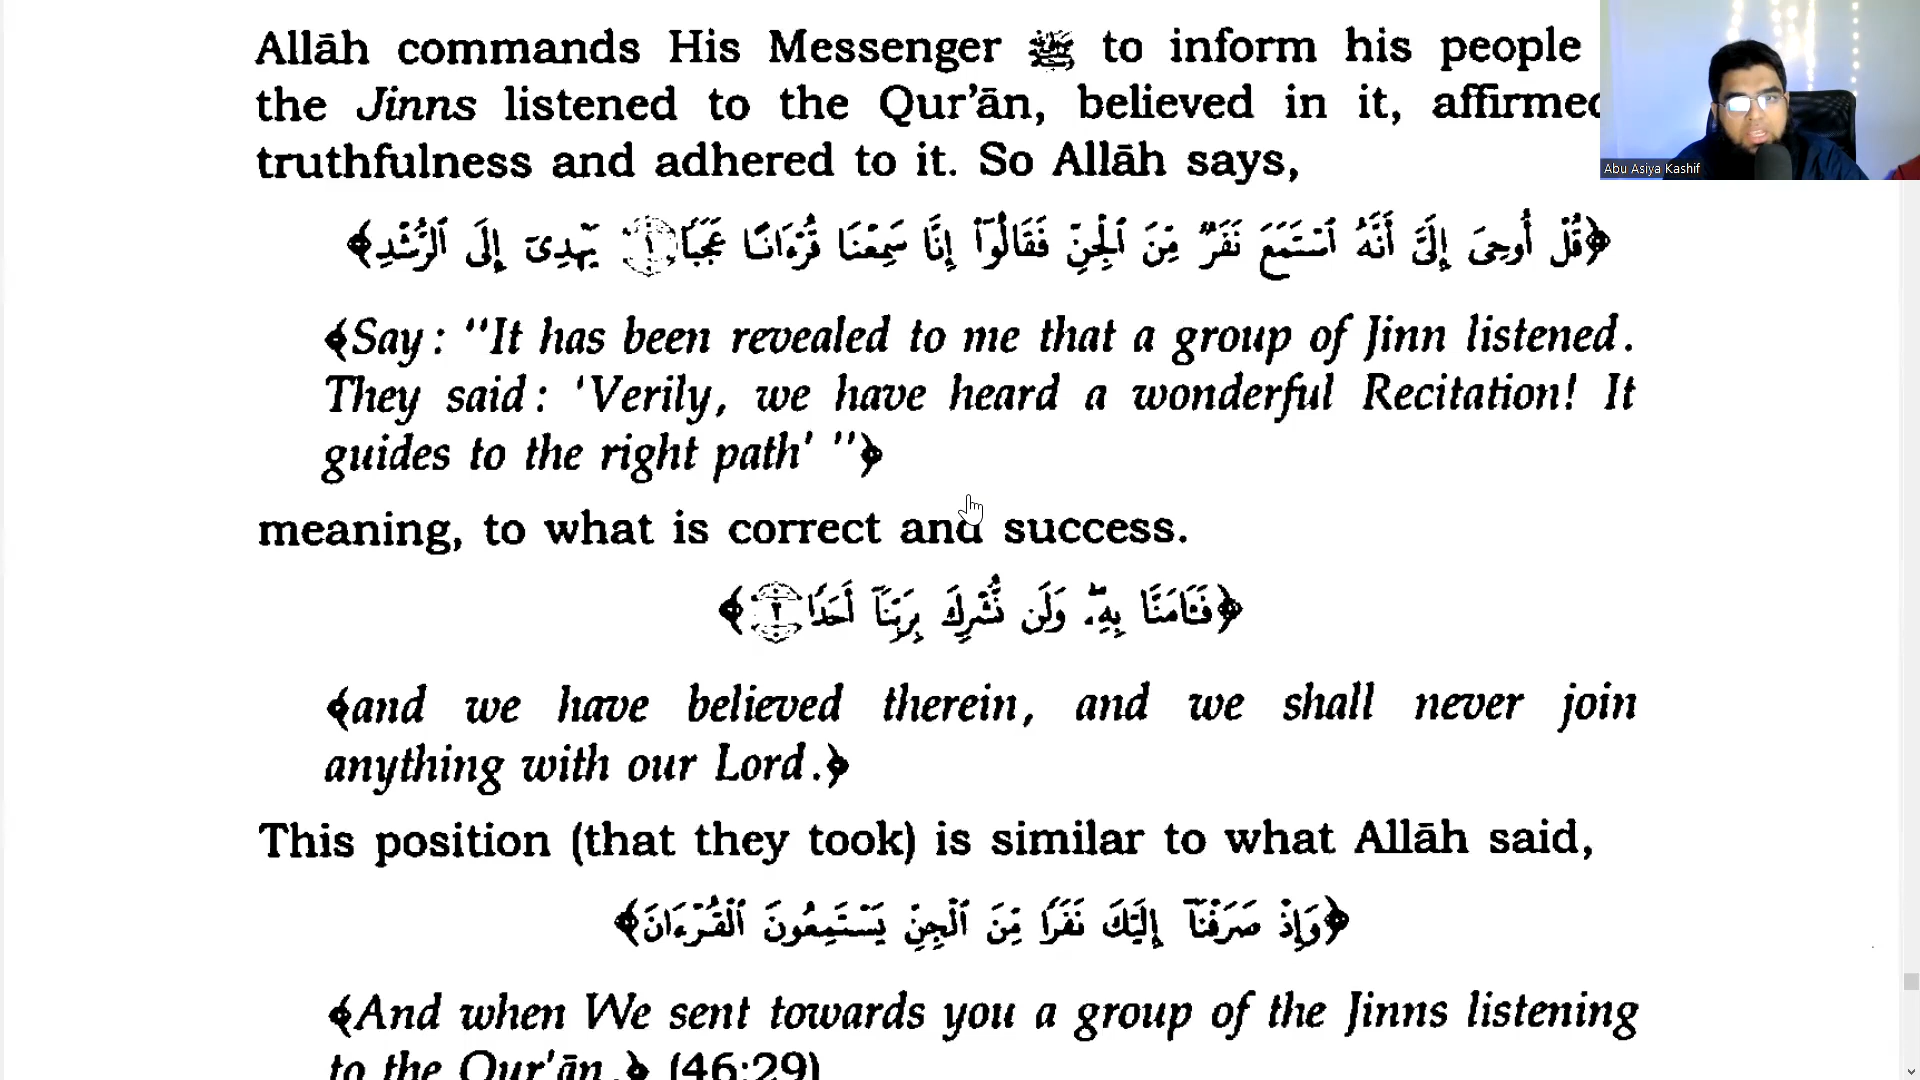 Allāh commands His Messenger ﷺ to inform his people
the Jinns listened to the Qur’ān, believed in it, affirmed
truthfulness and adhered to it. So Allāh says,
﴿قُلْ أُوحِىَ إِلَىَّ أَنَّهُ ٱسْتَمَعَ نَفَرٌ مِّنَ ٱلْجِنِّ فَقَالُوٓا۟ إِنَّا سَمِعْنَا قُرْءَانًا عَجَبًا ١ يَهْدِىٓ إِلَى ٱلرُّشْدِ﴾
﴾Say: "It has been revealed to me that a group of Jinn listened.
They said: 'Verily, we have heard a wonderful Recitation! It
guides to the right path' "﴿
meaning, to what is correct and success.
﴿فَـَٔامَنَّا بِهِۦ ۖ وَلَن نُّشْرِكَ بِرَبِّنَآ أَحَدًا ٢﴾
﴾and we have believed therein, and we shall never join
anything with our Lord.﴿
This position (that they took) is similar to what Allāh said,
﴿وَإِذْ صَرَفْنَآ إِلَيْكَ نَفَرًا مِّنَ ٱلْجِنِّ يَسْتَمِعُونَ ٱلْقُرْءَانَ﴾
﴾And when We sent towards you a group of the Jinns listening
to the Qur'ān.﴿ (46:29)
Abu Asiya Kashif